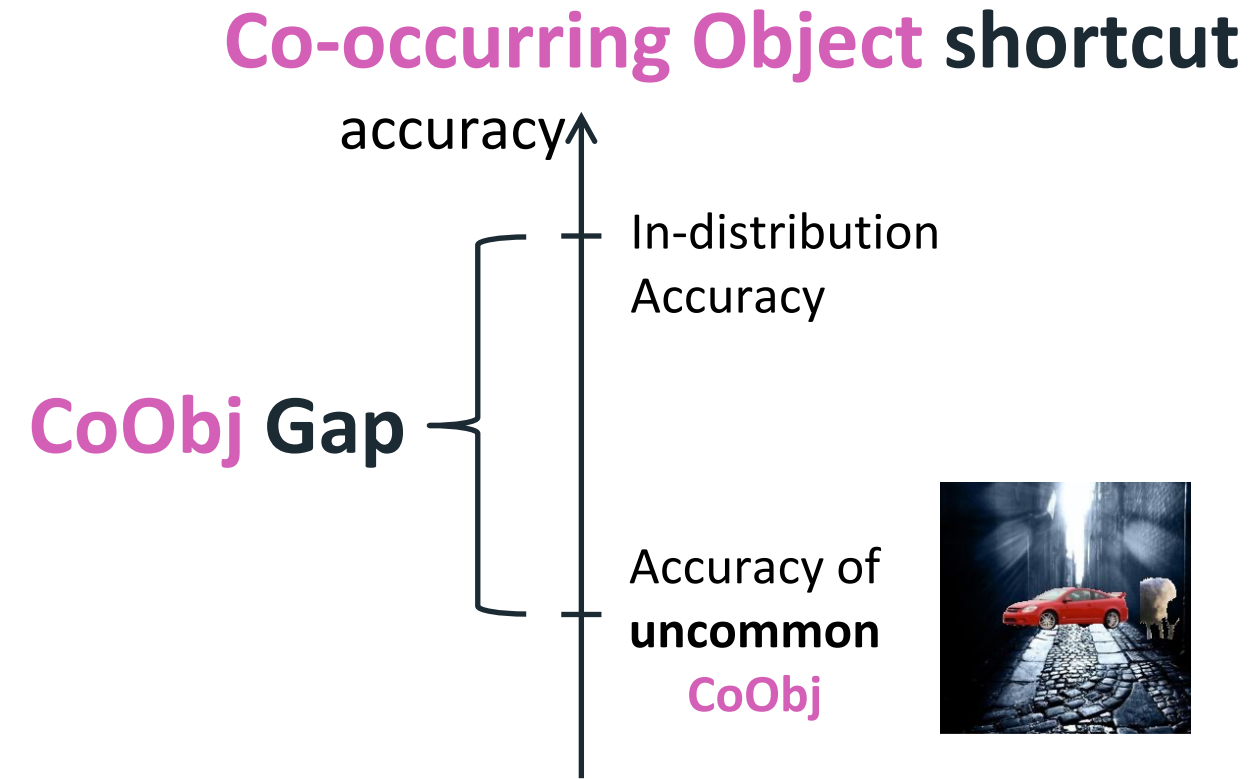 Co-occurring Object shortcut
accuracy
In-distribution
Accuracy
CoObj Gap
Accuracy of
uncommon
CoObj